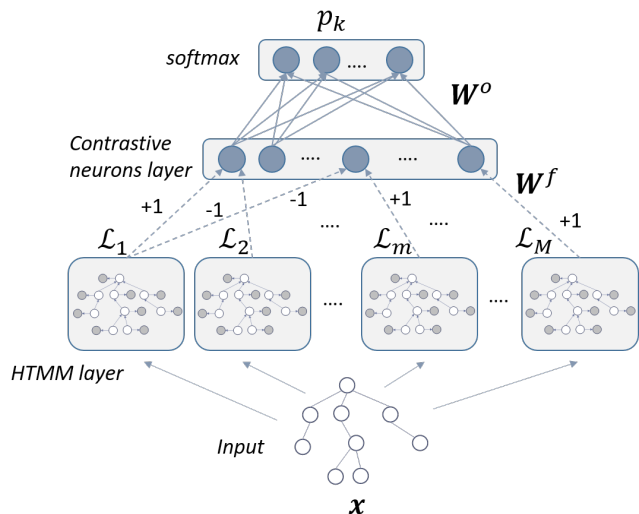 p_k
softmax ....
W^o
Contrastive
neurons layer
.... ....
W^f
+1 -1 -1 +1 +1
.... ....
ℒ_1 ℒ_2 ℒ_m ℒ_M
.... ....
HTMM layer
Input
x